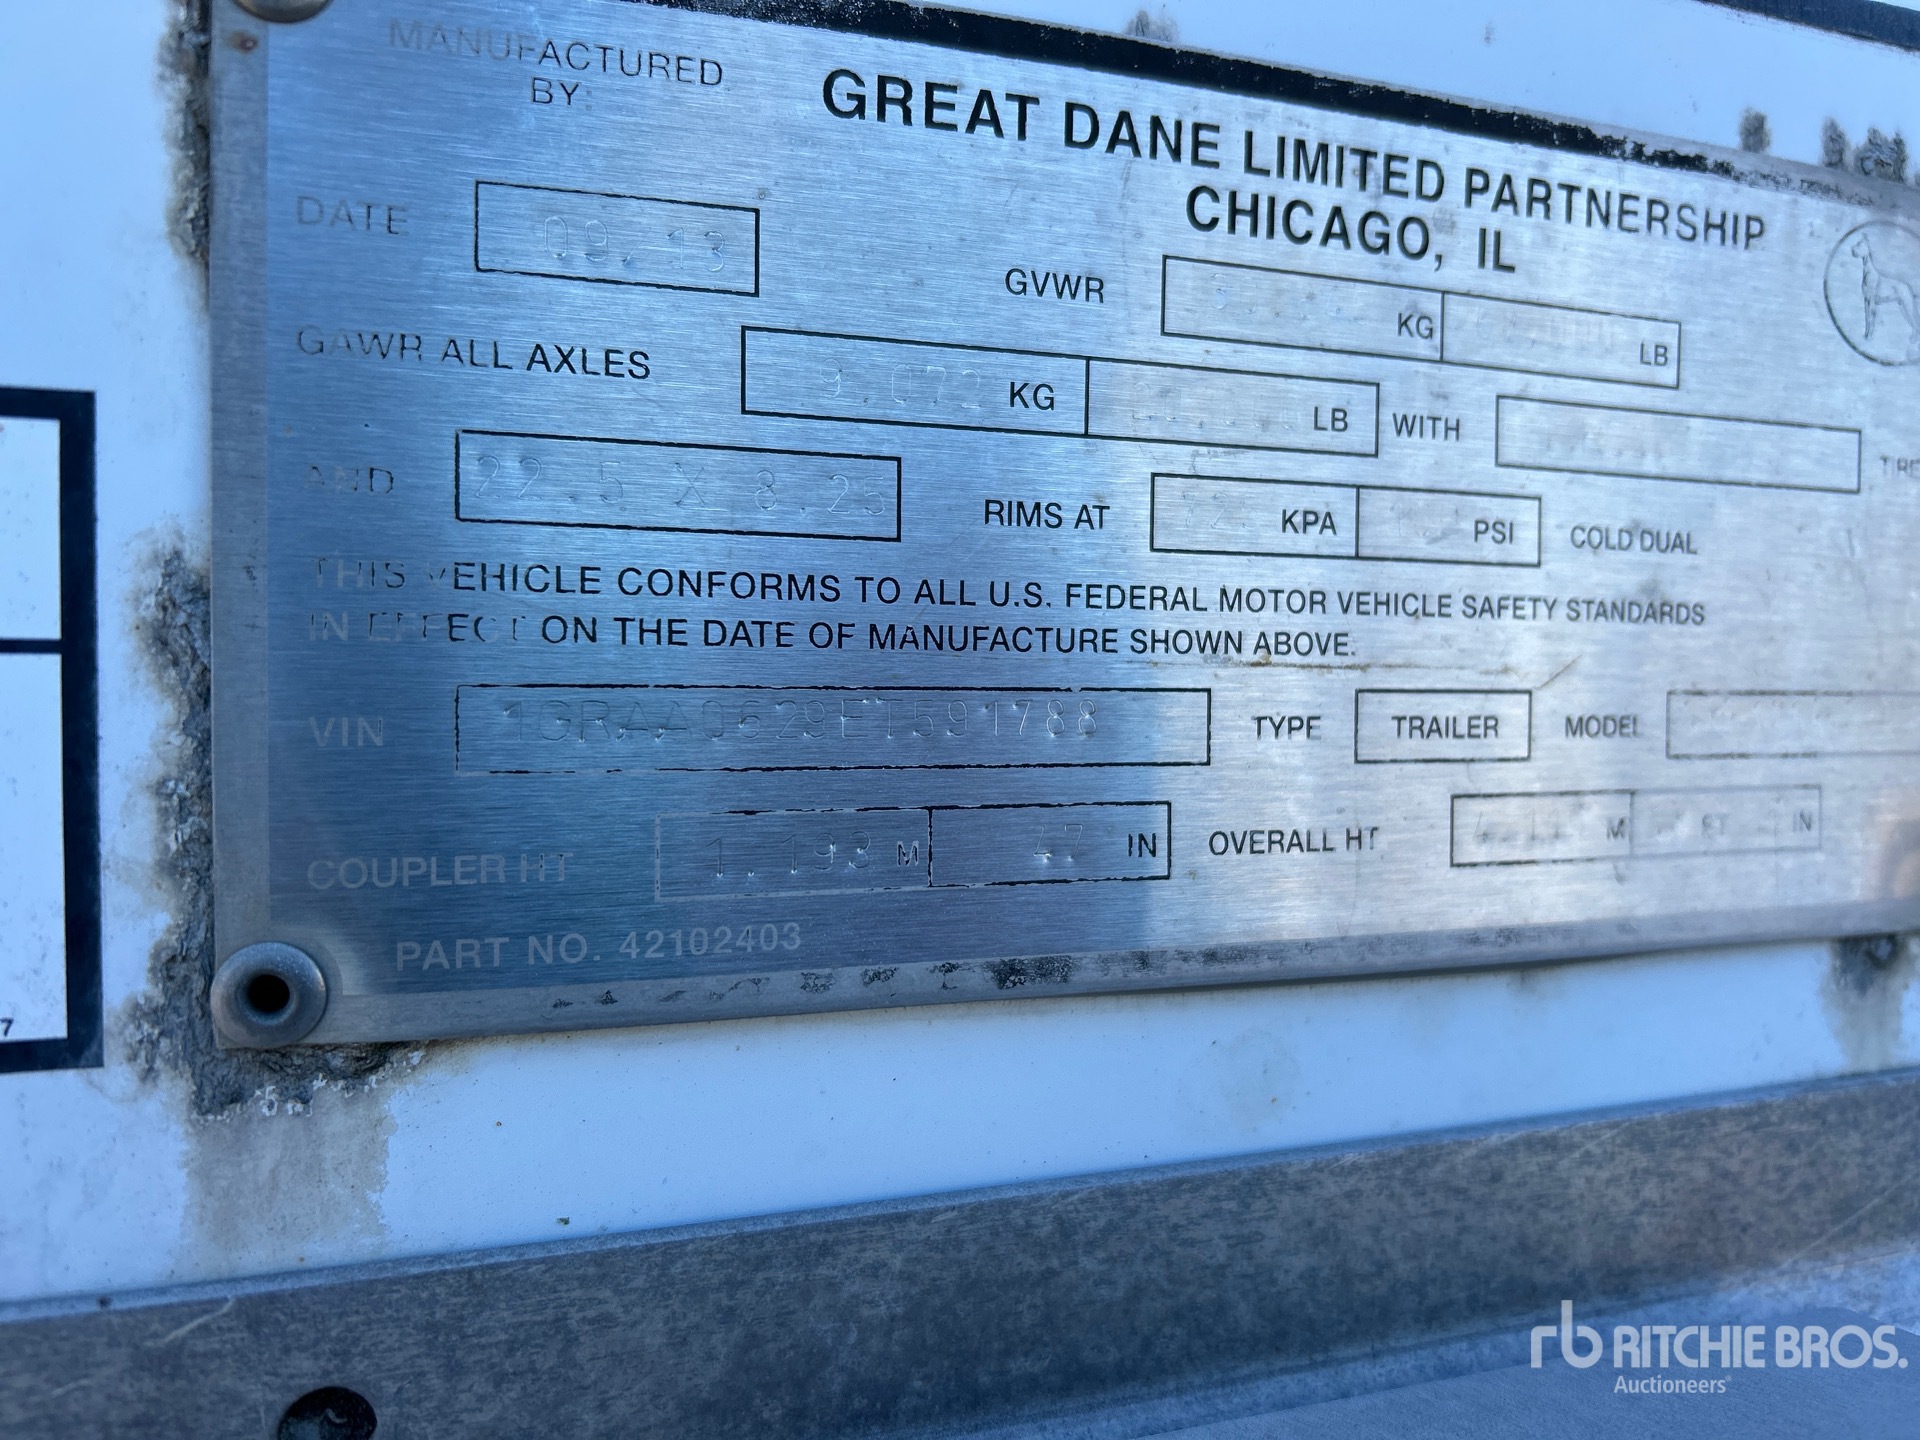 MANUFACTURED
BY:
GREAT DANE LIMITED PARTNERSHIP
CHICAGO, IL
DATE 09.13
GVWR KG LB
GAWR ALL AXLES 9.072 KG LB WITH
AND 22.5 X 8.25 RIMS AT KPA PSI COLD DUAL
THIS VEHICLE CONFORMS TO ALL U.S. FEDERAL MOTOR VEHICLE SAFETY STANDARDS
IN EFFECT ON THE DATE OF MANUFACTURE SHOWN ABOVE.
VIN 1GRAA0629ET591788 TYPE TRAILER MODEL
COUPLER HT 1.193 M 47 IN OVERALL HT M FT IN
PART NO. 42102403
7
rb RITCHIE BROS.
Auctioneers